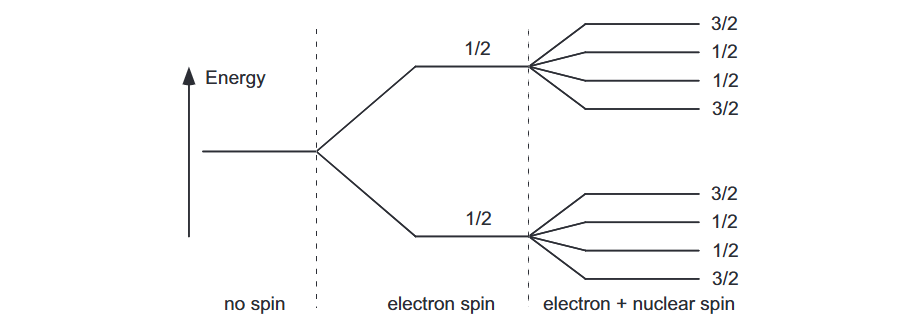 3/2
1/2
1/2
Energy
1/2
3/2
3/2
1/2
1/2
1/2
3/2
no spin
electron spin
electron + nuclear spin